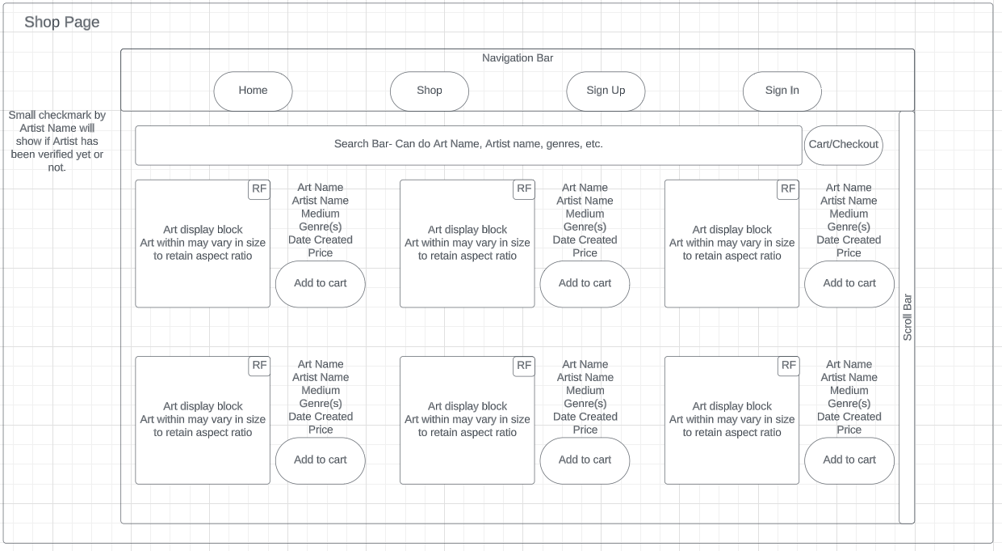 Shop Page
Navigation Bar
Home
Shop
Sign Up
Sign In
Small checkmark by
Artist Name will
show if Artist has
been verified yet or
not.
Search Bar- Can do Art Name, Artist name, genres, etc.
Cart/Checkout
RF
Art display block
Art within may vary in size
to retain aspect ratio
Art Name
Artist Name
Medium
Genre(s)
Date Created
Price
Add to cart
RF
Art display block
Art within may vary in size
to retain aspect ratio
Art Name
Artist Name
Medium
Genre(s)
Date Created
Price
Add to cart
RF
Art display block
Art within may vary in size
to retain aspect ratio
Art Name
Artist Name
Medium
Genre(s)
Date Created
Price
Add to cart
Scroll Bar
RF
Art display block
Art within may vary in size
to retain aspect ratio
Art Name
Artist Name
Medium
Genre(s)
Date Created
Price
Add to cart
RF
Art display block
Art within may vary in size
to retain aspect ratio
Art Name
Artist Name
Medium
Genre(s)
Date Created
Price
Add to cart
RF
Art display block
Art within may vary in size
to retain aspect ratio
Art Name
Artist Name
Medium
Genre(s)
Date Created
Price
Add to cart